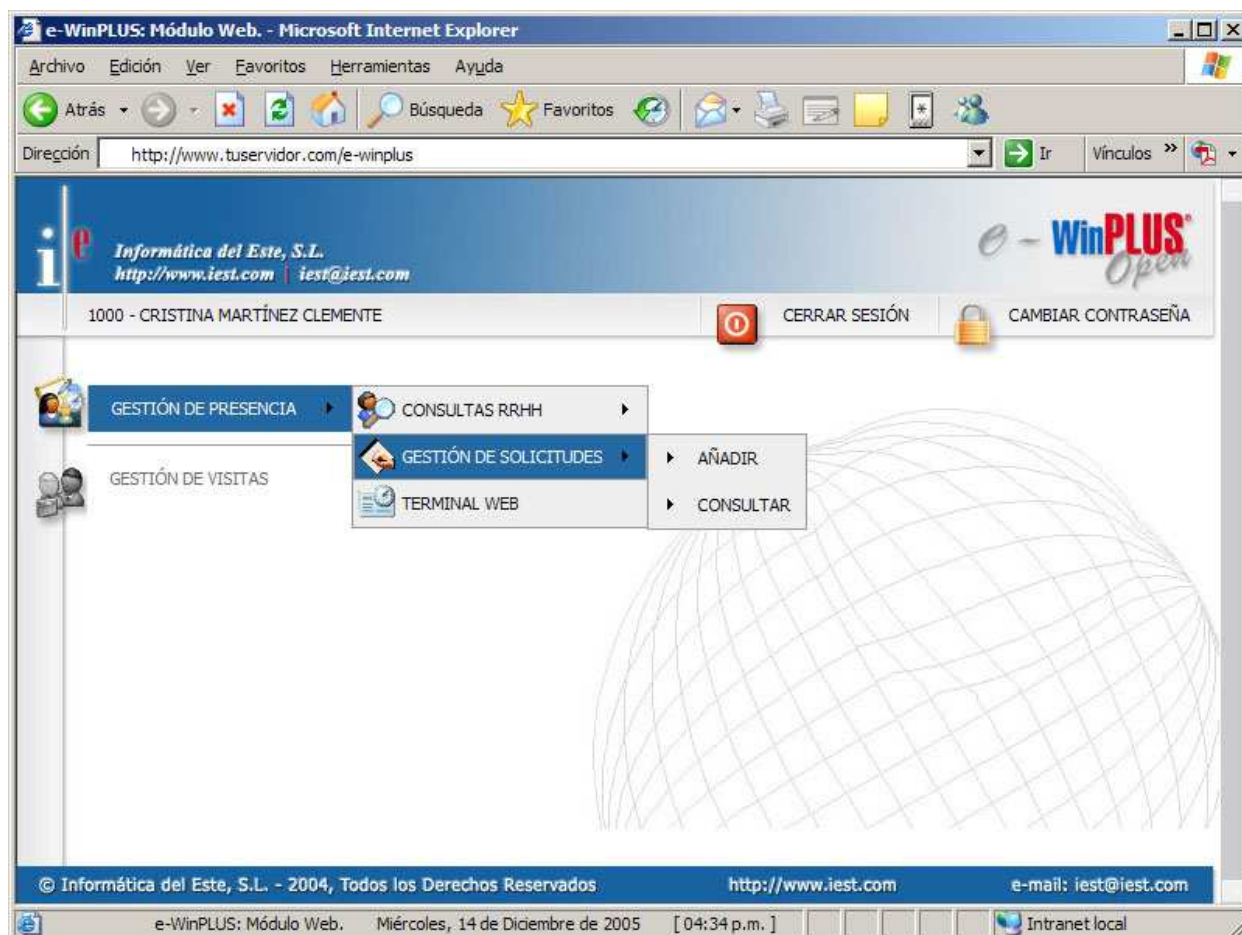 e-WinPLUS: Módulo Web. - Microsoft Internet Explorer
Archivo Edición Ver Favoritos Herramientas Ayuda
Atrás Búsqueda Favoritos
Dirección http://www.tuservidor.com/e-winplus Ir Vínculos »
ie Informática del Este, S.L.
http://www.iest.com | iest@iest.com
e - WinPLUS
Open
1000 - CRISTINA MARTÍNEZ CLEMENTE CERRAR SESIÓN CAMBIAR CONTRASEÑA
GESTIÓN DE PRESENCIA CONSULTAS RRHH
GESTIÓN DE SOLICITUDES AÑADIR
GESTIÓN DE VISITAS
TERMINAL WEB CONSULTAR
© Informática del Este, S.L. - 2004, Todos los Derechos Reservados http://www.iest.com e-mail: iest@iest.com
e-WinPLUS: Módulo Web. Miércoles, 14 de Diciembre de 2005 [ 04:34 p.m. ] Intranet local